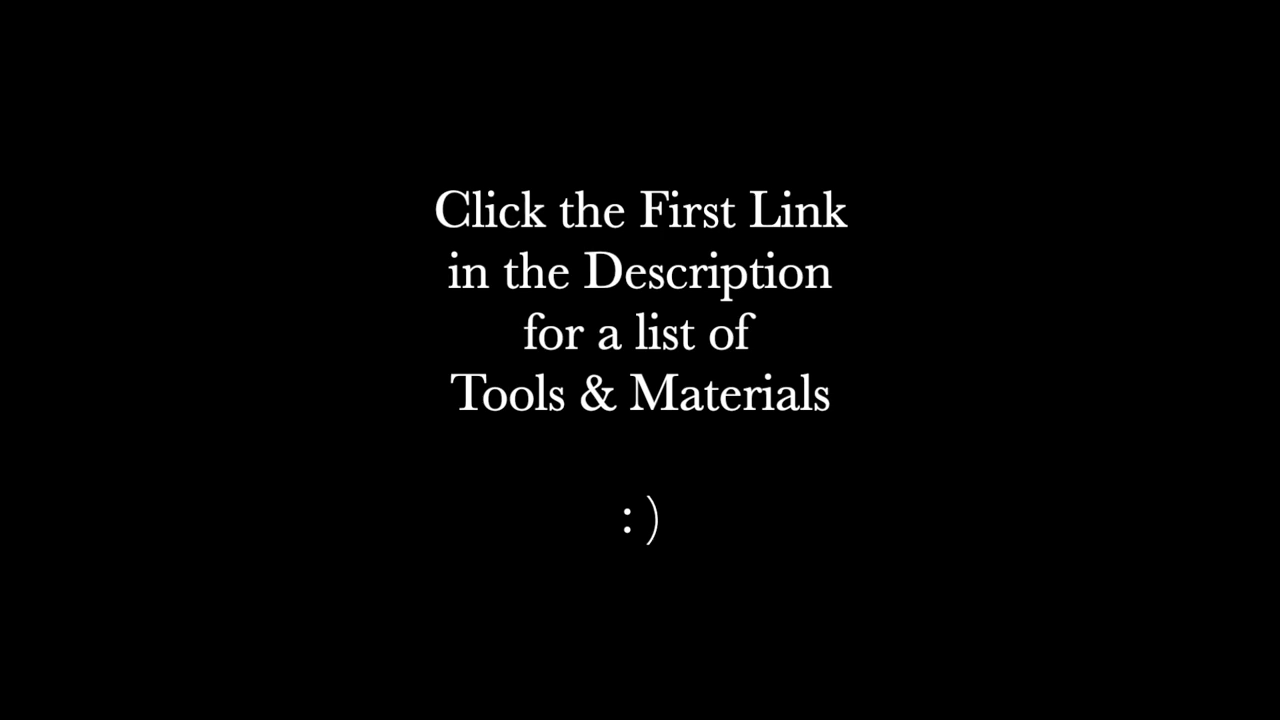 Click the First Link
in the Description
for a list of
Tools & Materials
: )